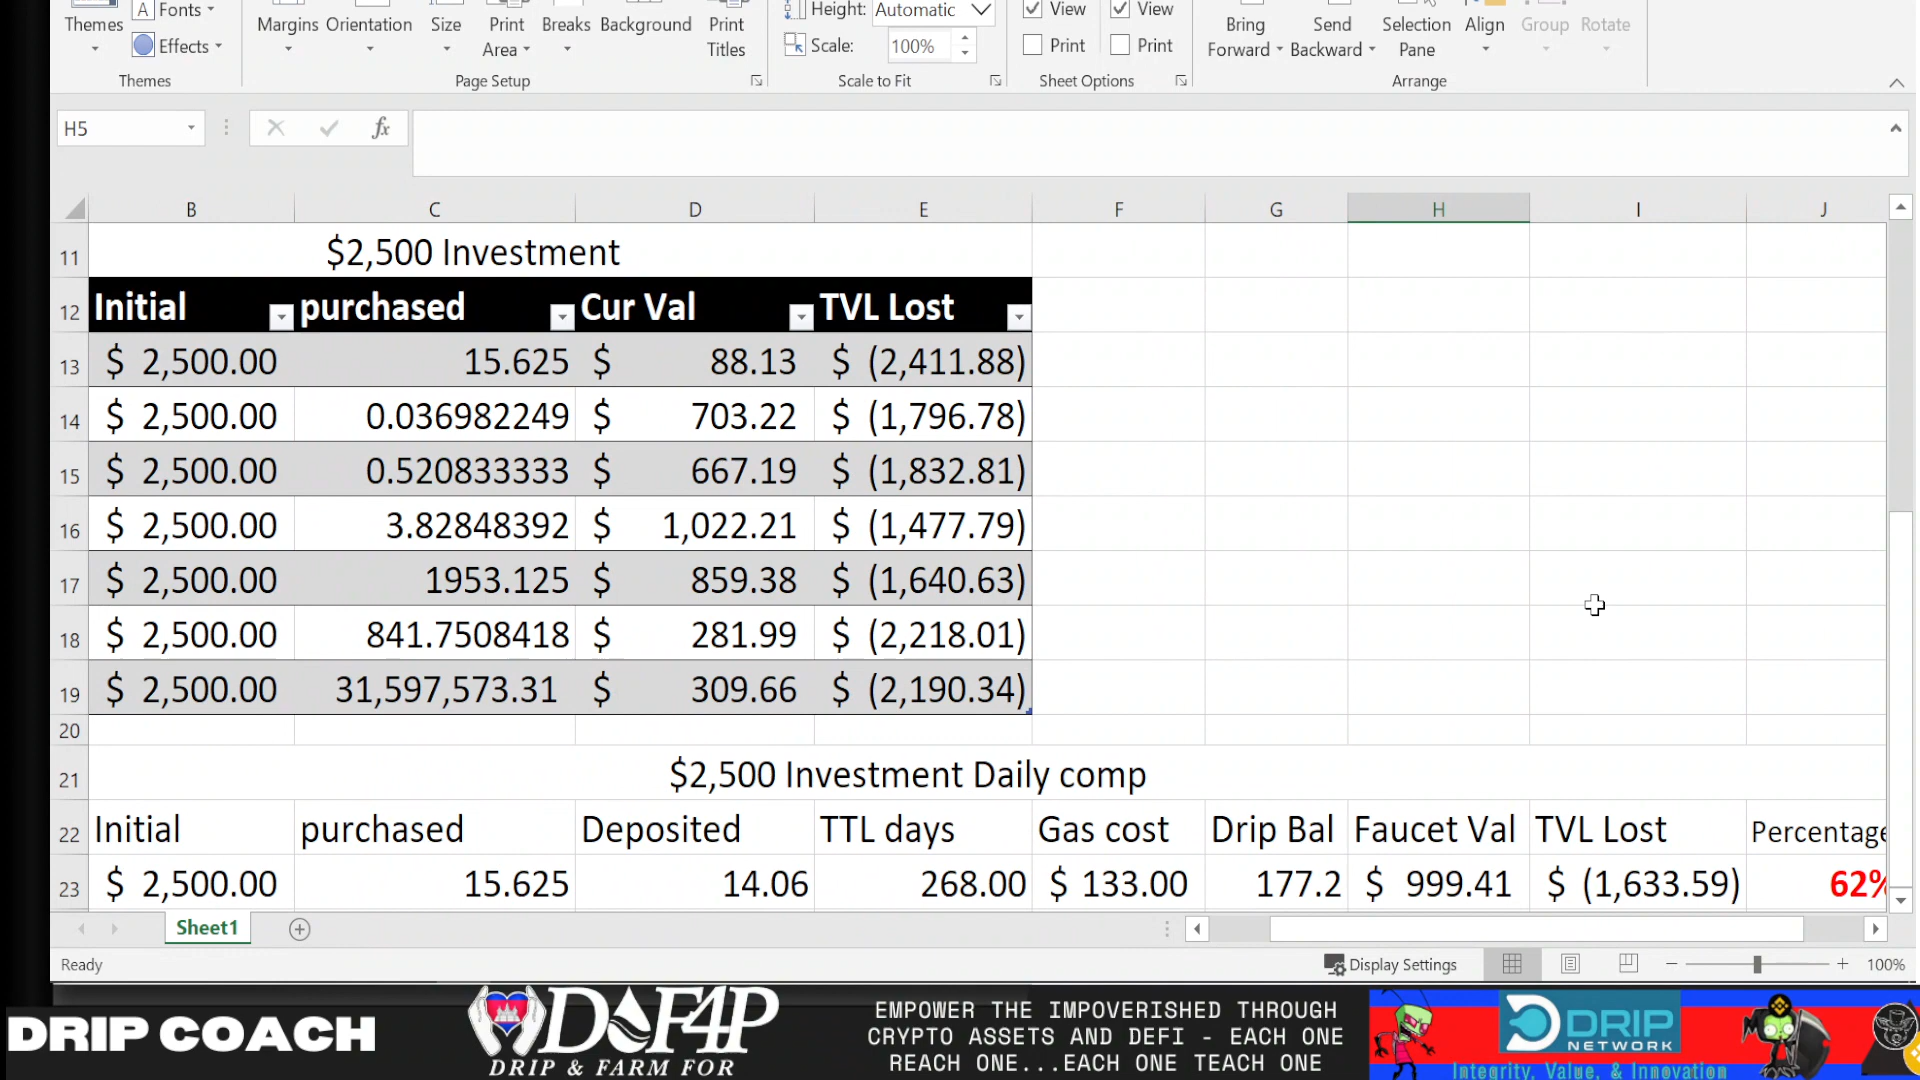 Themes Fonts Margins Orientation Size Print Breaks Background Print Height: Automatic View View Bring Send Selection Align Group Rotate
Effects Area Titles Scale: 100% Print Print Forward Backward Pane
Themes Page Setup Scale to Fit Sheet Options Arrange
H5 fx
B C D E F G H I J
11 $2,500 Investment
12 Initial purchased Cur Val TVL Lost
13 $ 2,500.00 15.625 $ 88.13 $ (2,411.88)
14 $ 2,500.00 0.036982249 $ 703.22 $ (1,796.78)
15 $ 2,500.00 0.520833333 $ 667.19 $ (1,832.81)
16 $ 2,500.00 3.82848392 $ 1,022.21 $ (1,477.79)
17 $ 2,500.00 1953.125 $ 859.38 $ (1,640.63)
18 $ 2,500.00 841.7508418 $ 281.99 $ (2,218.01)
19 $ 2,500.00 31,597,573.31 $ 309.66 $ (2,190.34)
20
21 $2,500 Investment Daily comp
22 Initial purchased Deposited TTL days Gas cost Drip Bal Faucet Val TVL Lost Percentage
23 $ 2,500.00 15.625 14.06 268.00 $ 133.00 177.2 $ 999.41 $ (1,633.59) 62%
Sheet1
Ready Display Settings 100%
DRIP COACH
D&F4P
DRIP & FARM FOR
EMPOWER THE IMPOVERISHED THROUGH
CRYPTO ASSETS AND DEFI - EACH ONE
REACH ONE...EACH ONE TEACH ONE
DRIP
NETWORK
Integrity, Value, & Innovation